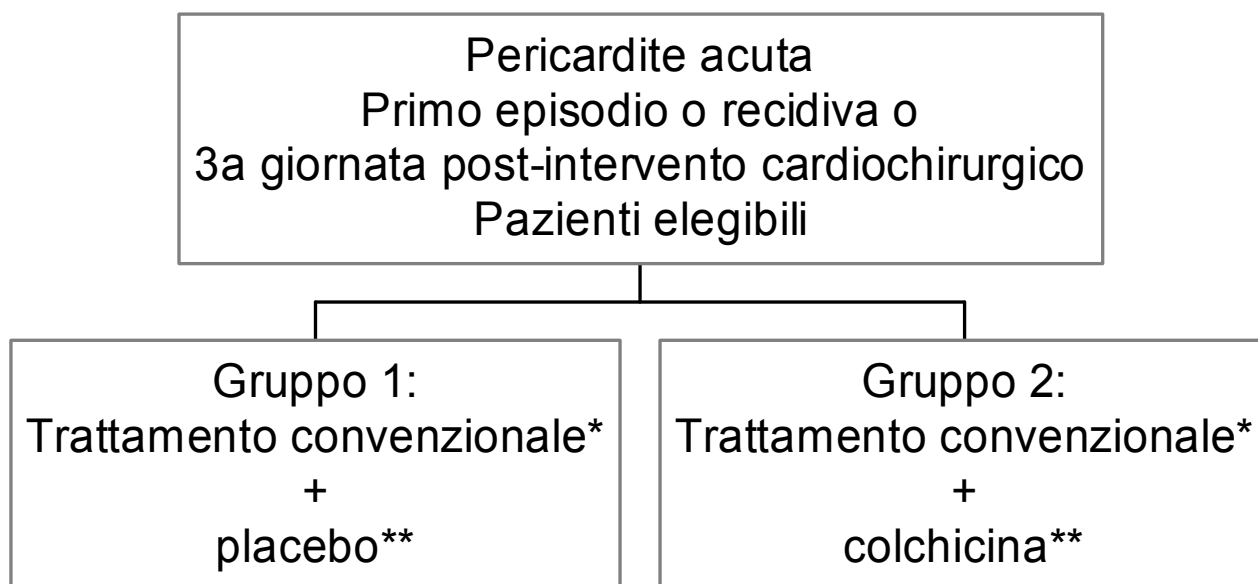 Pericardite acuta
Primo episodio o recidiva o
3a giornata post-intervento cardiochirurgico
Pazienti elegibili
Gruppo 1:
Trattamento convenzionale*
+
placebo**
Gruppo 2:
Trattamento convenzionale*
+
colchicina**